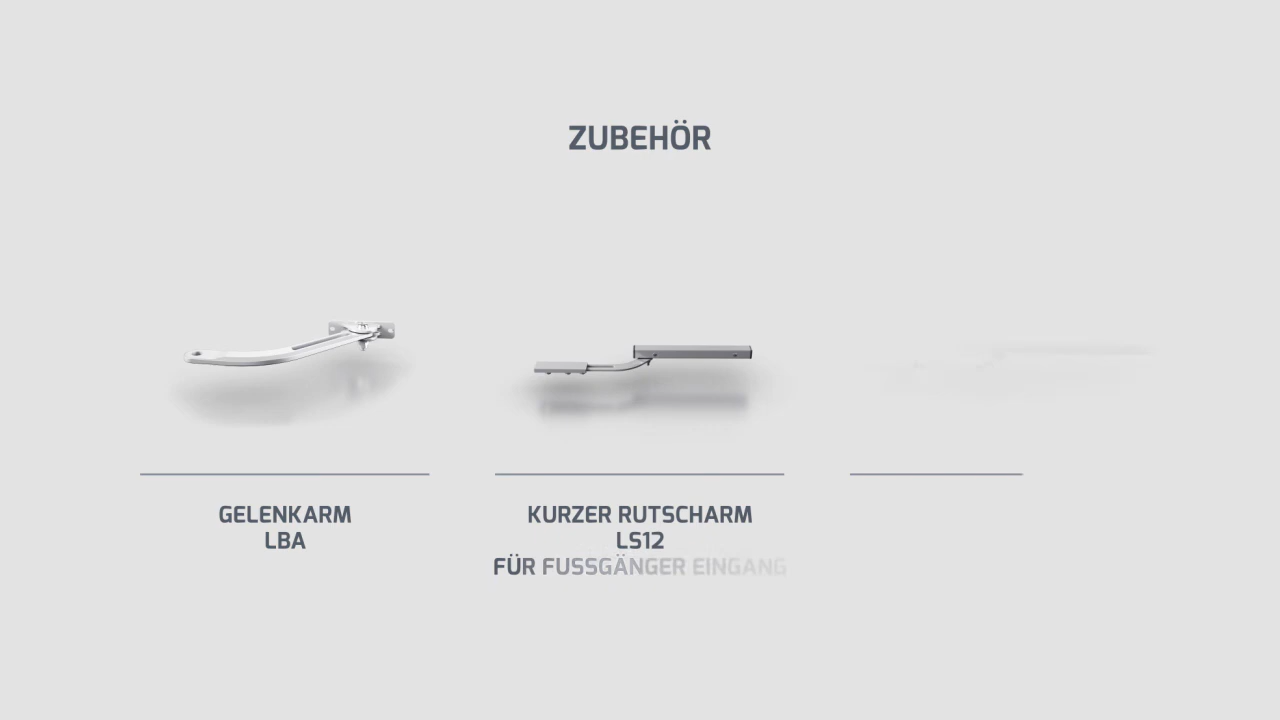 ZUBEHÖR
GELENKARM
LBA
KURZER RUTSCHARM
LS12
FÜR FUSSGÄNGER EINGANG